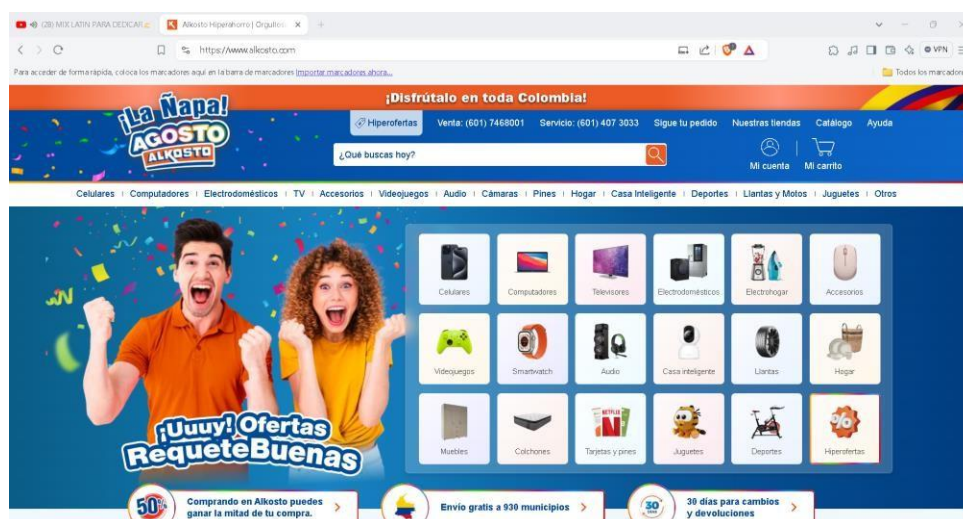 (28) MIX LATIN PARA DEDICAR
Alkosto Hiperahorro | Orgullos
https://www.alkosto.com
VPN
Para acceder de forma rápida, coloca los marcadores aquí en la barra de marcadores Importar marcadores ahora...
Todos los marcadores
¡La Ñapa!
AGOSTO
ALKOSTO
¡Disfrútalo en toda Colombia!
Hiperofertas Venta: (601) 7468001 Servicio: (601) 407 3033 Sigue tu pedido Nuestras tiendas Catálogo Ayuda
¿Qué buscas hoy?
Mi cuenta Mi carrito
Celulares Computadores Electrodomésticos TV Accesorios Videojuegos Audio Cámaras Pines Hogar Casa Inteligente Deportes Llantas y Motos Juguetes Otros
Celulares Computadores Televisores Electrodomésticos Electrohogar Accesorios
Videojuegos Smartwatch Audio Casa inteligente Llantas Hogar
NETFLIX
Muebles Colchones Tarjetas y pines Juguetes Deportes Hiperofertas
¡Uuuy! Ofertas
RequeteBuenas
50%
Comprando en Alkosto puedes
ganar la mitad de tu compra.
Envío gratis a 930 municipios
30
30 días para cambios
y devoluciones